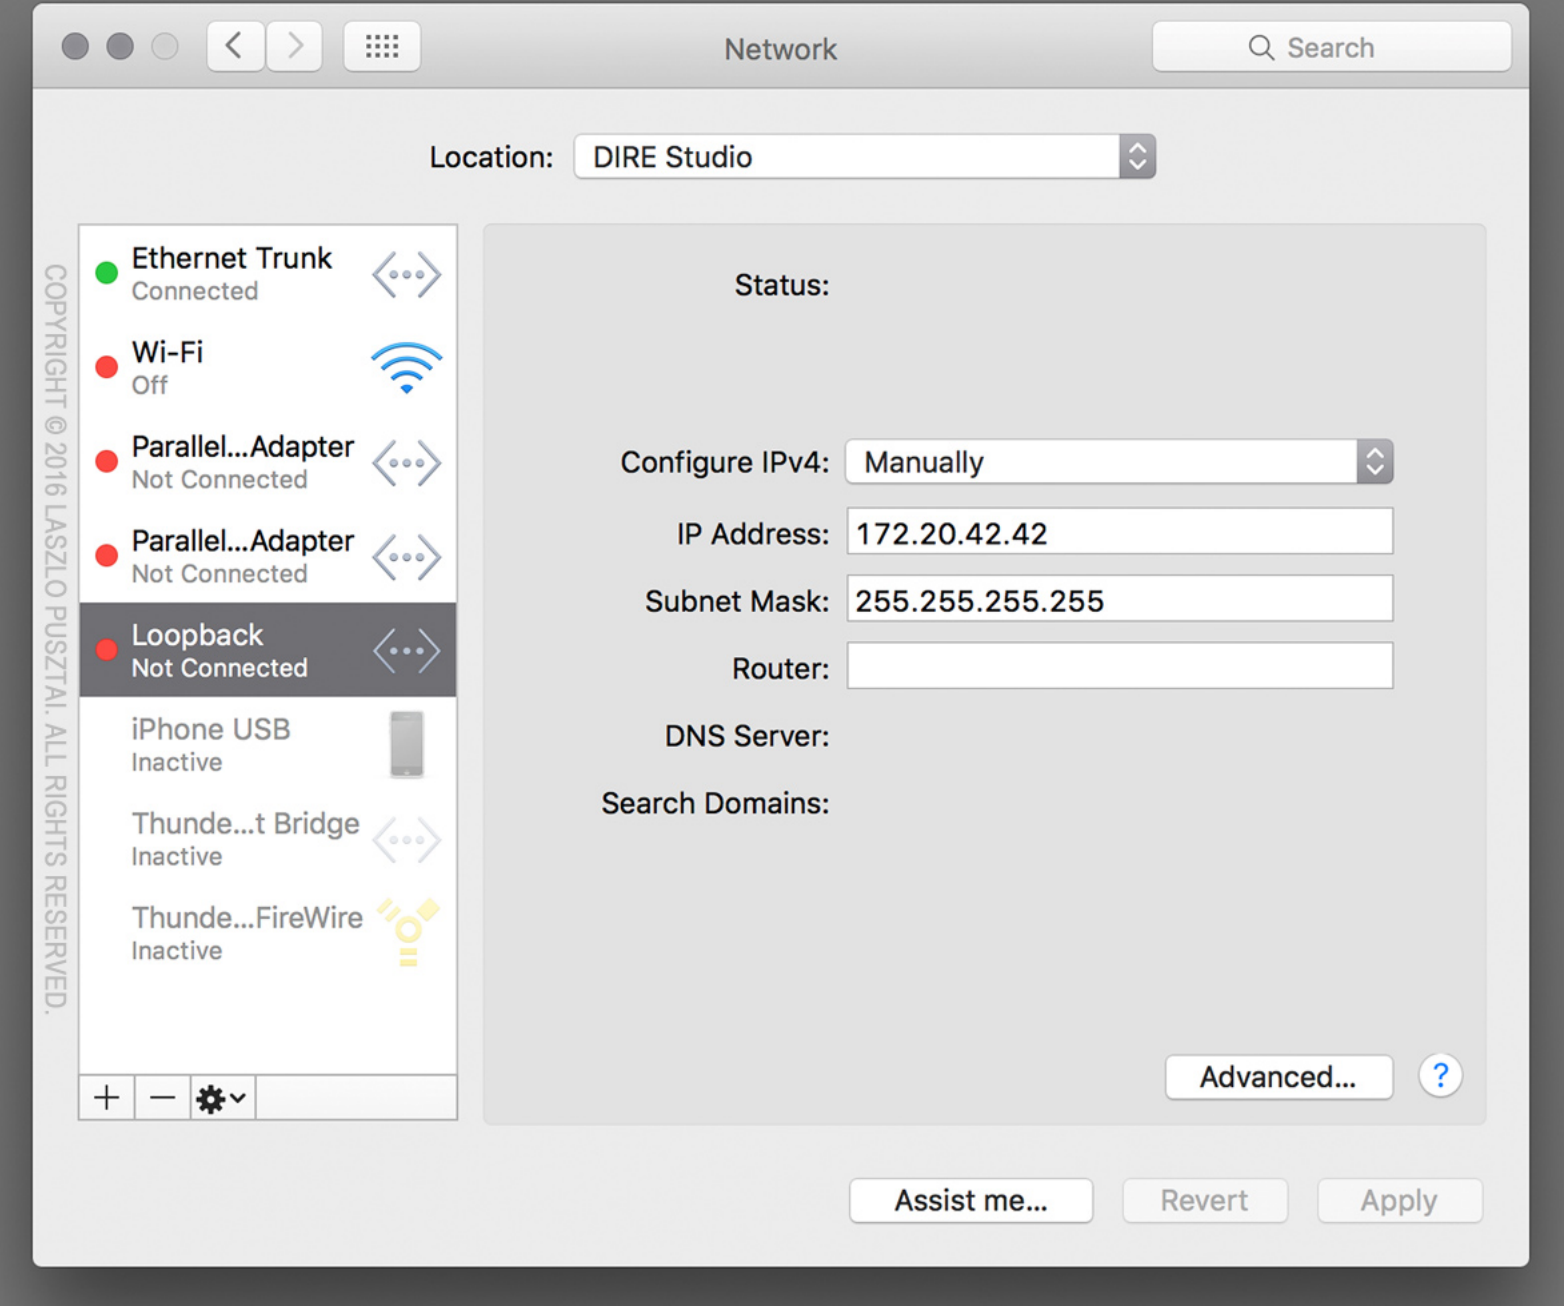 Network
Search
Location:
DIRE Studio
Ethernet Trunk
Connected
Wi-Fi
Off
Parallel...Adapter
Not Connected
Parallel...Adapter
Not Connected
Loopback
Not Connected
iPhone USB
Inactive
Thunde...t Bridge
Inactive
Thunde...FireWire
Inactive
Status:
Configure IPv4: Manually
IP Address: 172.20.42.42
Subnet Mask: 255.255.255.255
Router:
DNS Server:
Search Domains:
Advanced...
?
Assist me...
Revert
Apply
COPYRIGHT © 2016 LASZLO PUSZTAI. ALL RIGHTS RESERVED.